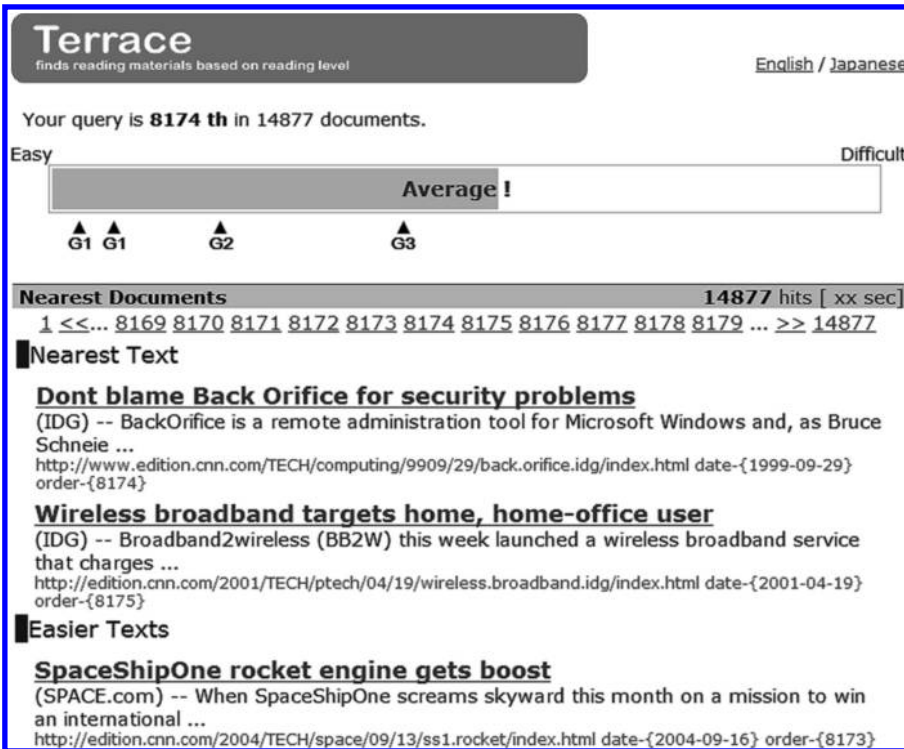 Terrace
finds reading materials based on reading level
English / Japanese
Your query is 8174 th in 14877 documents.
Easy Difficult
Average !
G1 G1 G2 G3
Nearest Documents 14877 hits [ xx sec]
1 <<... 8169 8170 8171 8172 8173 8174 8175 8176 8177 8178 8179 ... >> 14877
Nearest Text
Dont blame Back Orifice for security problems
(IDG) -- BackOrifice is a remote administration tool for Microsoft Windows and, as Bruce
Schneie ...
http://www.edition.cnn.com/TECH/computing/9909/29/back.orifice.idg/index.html date-{1999-09-29}
order-{8174}
Wireless broadband targets home, home-office user
(IDG) -- Broadband2wireless (BB2W) this week launched a wireless broadband service
that charges ...
http://edition.cnn.com/2001/TECH/ptech/04/19/wireless.broadband.idg/index.html date-{2001-04-19}
order-{8175}
Easier Texts
SpaceShipOne rocket engine gets boost
(SPACE.com) -- When SpaceShipOne screams skyward this month on a mission to win
an international ...
http://edition.cnn.com/2004/TECH/space/09/13/ss1.rocket/index.html date-{2004-09-16} order-{8173}